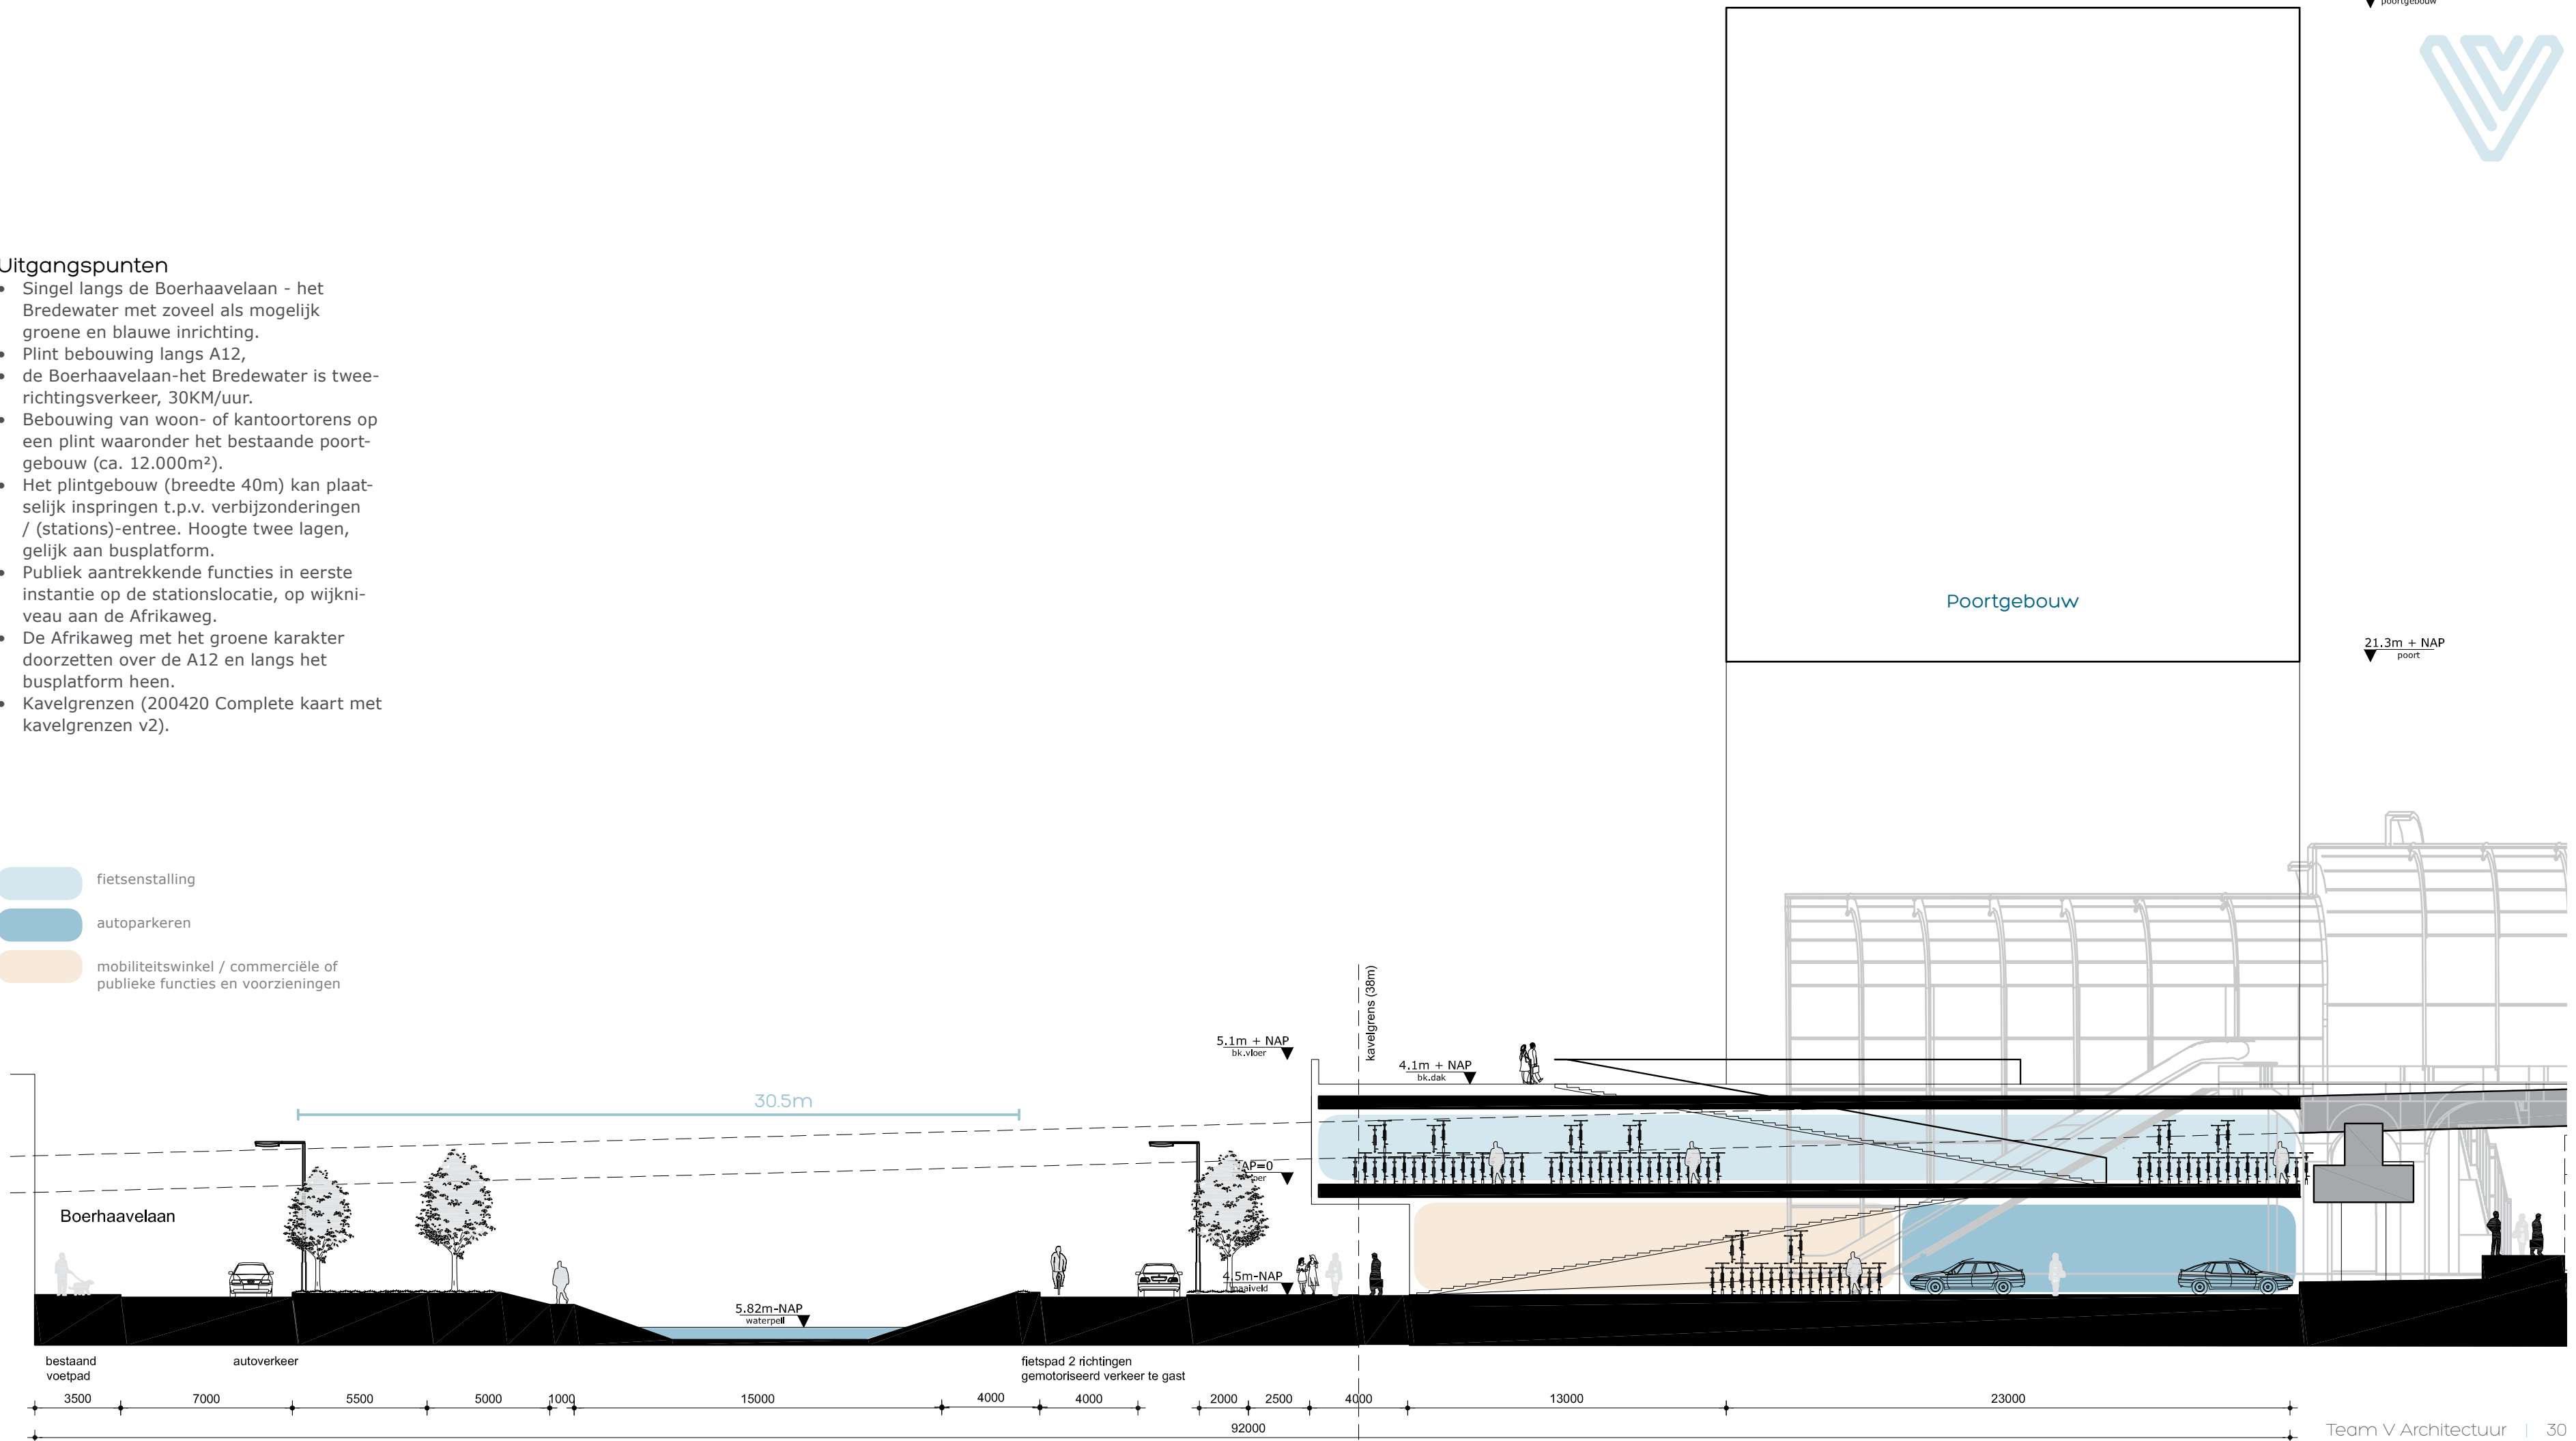 poortgebouw
Uitgangspunten
• Singel langs de Boerhaavelaan - het
Bredewater met zoveel als mogelijk
groene en blauwe inrichting.
• Plint bebouwing langs A12,
• de Boerhaavelaan-het Bredewater is twee-
richtingsverkeer, 30KM/uur.
• Bebouwing van woon- of kantoortorens op
een plint waaronder het bestaande poort-
gebouw (ca. 12.000m²).
• Het plintgebouw (breedte 40m) kan plaat-
selijk inspringen t.p.v. verbijzonderingen
/ (stations)-entree. Hoogte twee lagen,
gelijk aan busplatform.
• Publiek aantrekkende functies in eerste
instantie op de stationslocatie, op wijkni-
veau aan de Afrikaweg.
• De Afrikaweg met het groene karakter
doorzetten over de A12 en langs het
busplatform heen.
• Kavelgrenzen (200420 Complete kaart met
kavelgrenzen v2).
Poortgebouw
21.3m + NAP
poort
fietsenstalling
autoparkeren
mobiliteitswinkel / commerciële of
publieke functies en voorzieningen
kavelgrens (38m)
5.1m + NAP
bk.vloer
4.1m + NAP
bk.dak
30.5m
AP=0
Boerhaavelaan
4.5m-NAP
maaiveld
5.82m-NAP
waterpeil
bestaand
voetpad
autoverkeer
fietspad 2 richtingen
gemotoriseerd verkeer te gast
3500 7000 5500 5000 1000 15000 4000 4000 2000 2500 4000 13000 23000
92000
Team V Architectuur | 30